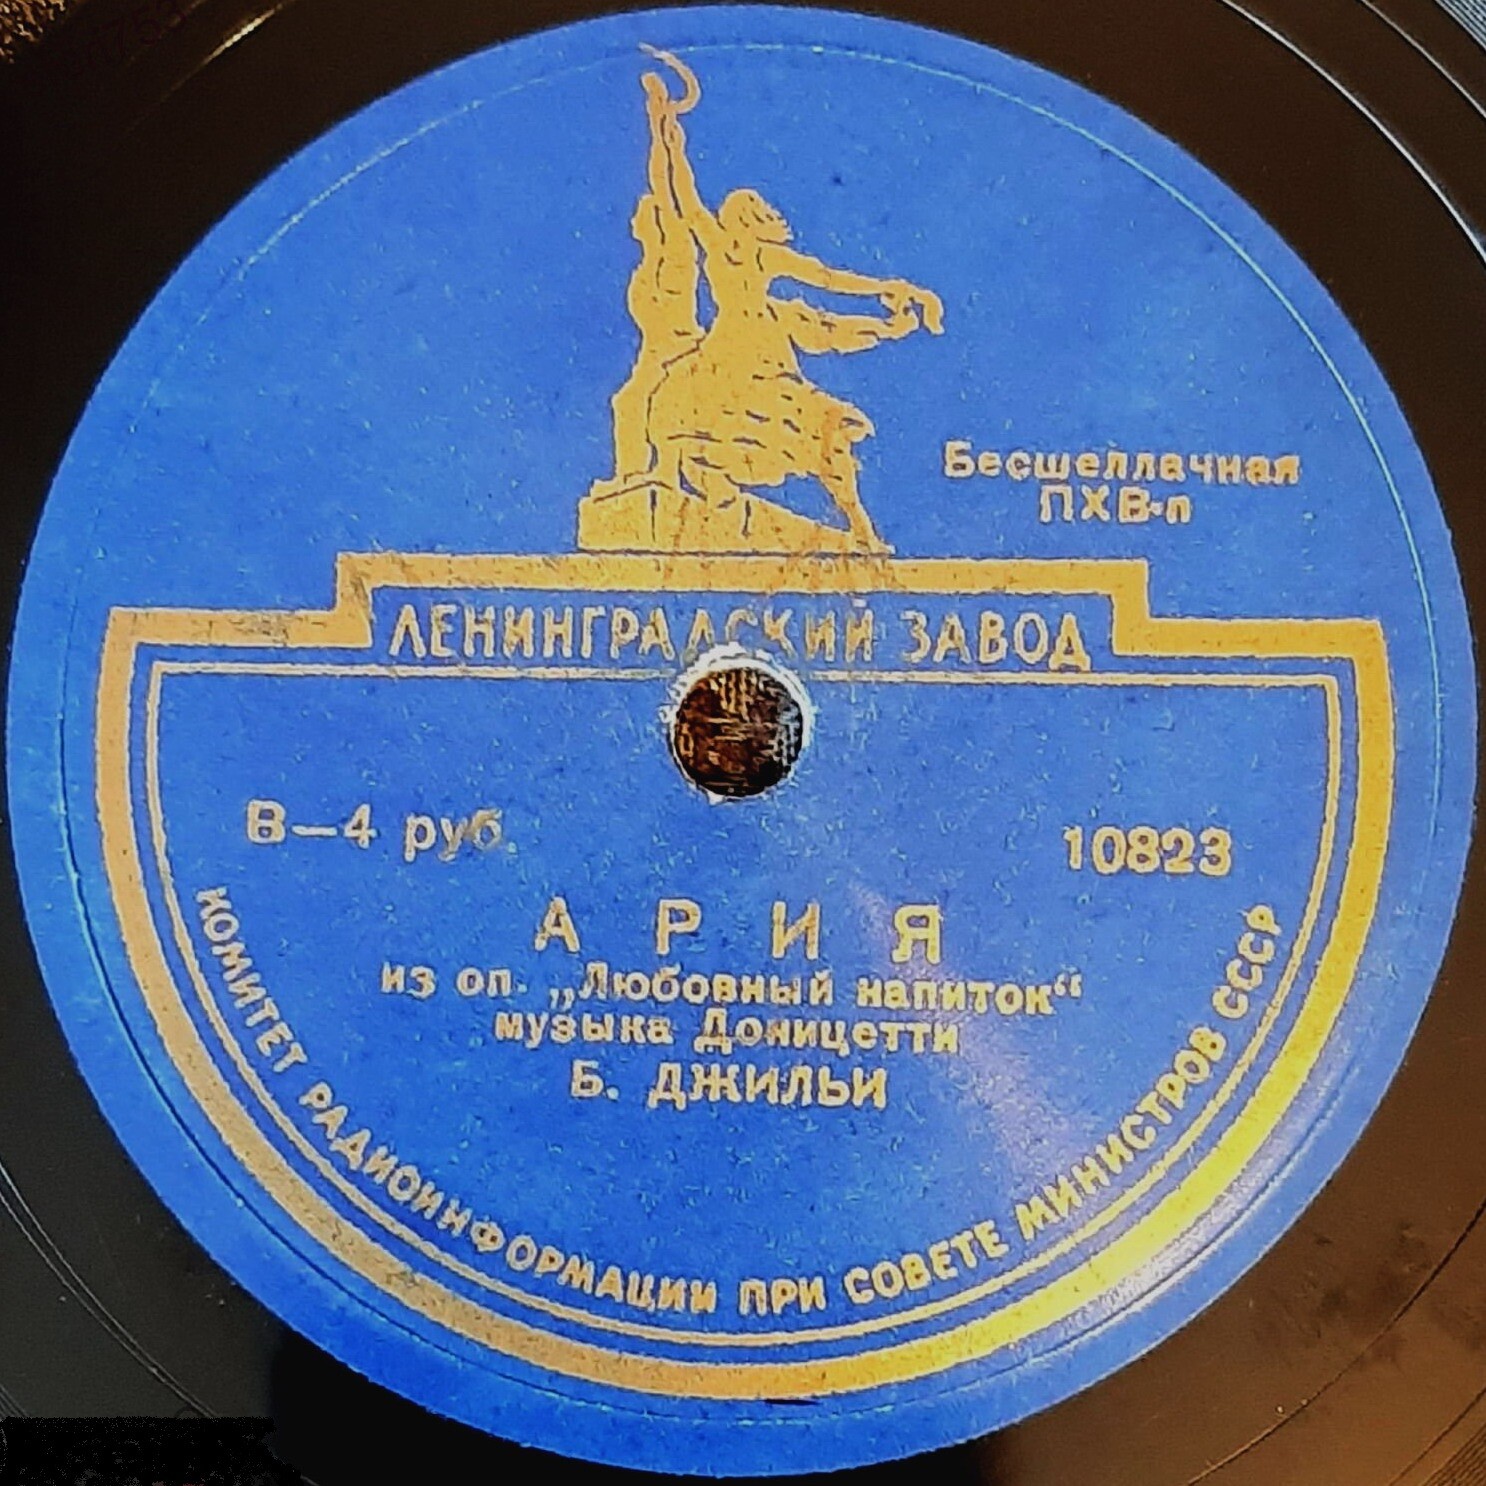 Бесшеллачная
ПХВ-п
ЛЕНИНГРАДСКИЙ ЗАВОД
В—4 руб.
10823
АРИЯ
из оп. „Любовный напиток“
музыка Доницетти
Б. ДЖИЛЬИ
КОМИТЕТ РАДИОИНФОРМАЦИИ ПРИ СОВЕТЕ МИНИСТРОВ СССР